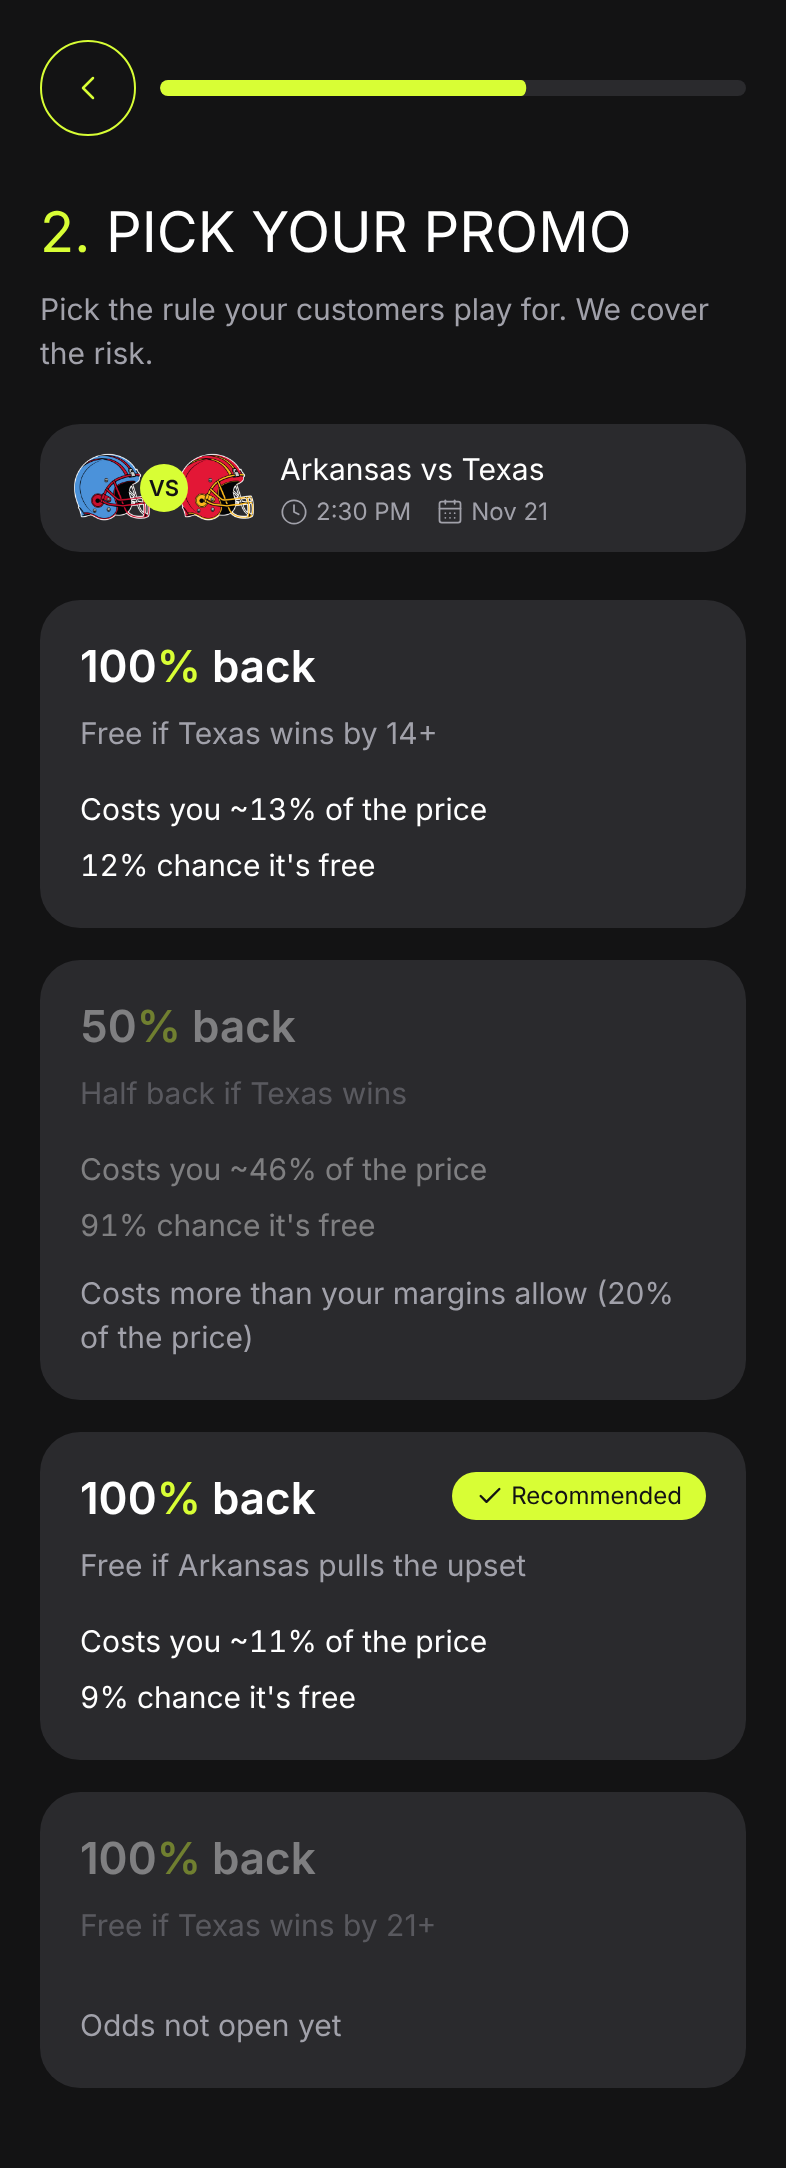 2. PICK YOUR PROMO
Pick the rule your customers play for. We cover
the risk.
VS
Arkansas vs Texas
2:30 PM Nov 21
100% back
Free if Texas wins by 14+
Costs you ~13% of the price
12% chance it's free
50% back
Half back if Texas wins
Costs you ~46% of the price
91% chance it's free
Costs more than your margins allow (20%
of the price)
100% back
Recommended
Free if Arkansas pulls the upset
Costs you ~11% of the price
9% chance it's free
100% back
Free if Texas wins by 21+
Odds not open yet